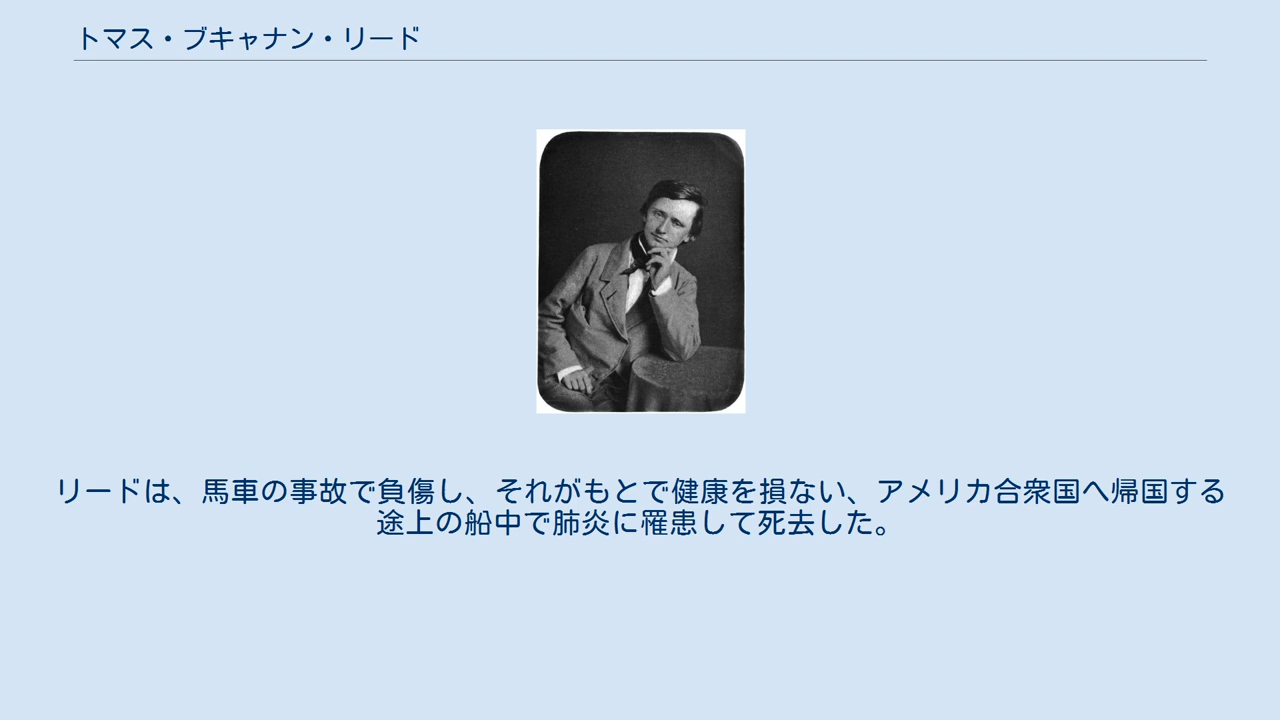 トマス・ブキャナン・リード
リードは、馬車の事故で負傷し、それがもとで健康を損ない、アメリカ合衆国へ帰国する
途上の船中で肺炎に罹患して死去した。